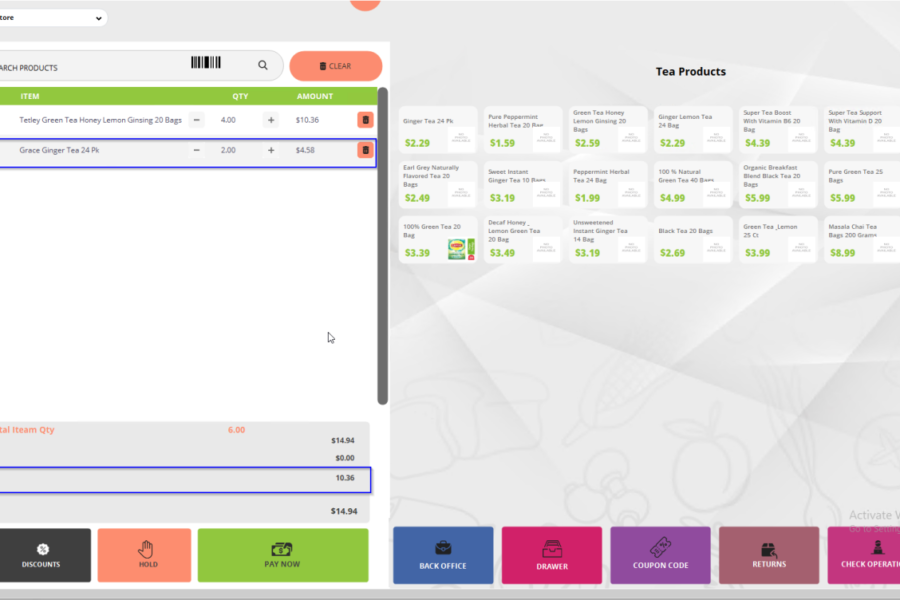 tore
ARCH PRODUCTS
CLEAR
ITEM QTY AMOUNT
Tetley Green Tea Honey Lemon Ginsing 20 Bags − 4.00 + $10.36
Grace Ginger Tea 24 Pk − 2.00 + $4.58
tal Iteam Qty 6.00
$14.94
$0.00
10.36
$14.94
DISCOUNTS
HOLD
PAY NOW
Tea Products
Ginger Tea 24 Pk
$2.29
Pure Peppermint
Herbal Tea 20 Bag
$1.59
Green Tea Honey
Lemon Ginsing 20
Bags
$2.59
Ginger Lemon Tea
24 Bag
$2.29
Super Tea Boost
With Vitamin B6 20
Bag
$4.39
Super Tea Support
With Vitamin D 20
Bag
$4.39
Earl Grey Naturally
Flavored Tea 20
Bags
$2.49
Sweet Instant
Ginger Tea 10 Bags
$3.19
Peppermint Herbal
Tea 24 Bag
$1.99
100 % Natural
Green Tea 40 Bags
$4.99
Organic Breakfast
Blend Black Tea 20
Bags
$5.99
Pure Green Tea 25
Bags
$5.99
100% Green Tea 20
Bag
$3.39
Decaf Honey _
Lemon Green Tea
20 Bag
$3.49
Unsweetened
Instant Ginger Tea
14 Bag
$3.19
Black Tea 20 Bags
$2.69
Green Tea _Lemon
25 Ct
$3.99
Masala Chai Tea
Bags 200 Grams
$8.99
Activate W
BACK OFFICE
DRAWER
COUPON CODE
RETURNS
CHECK OPERATI